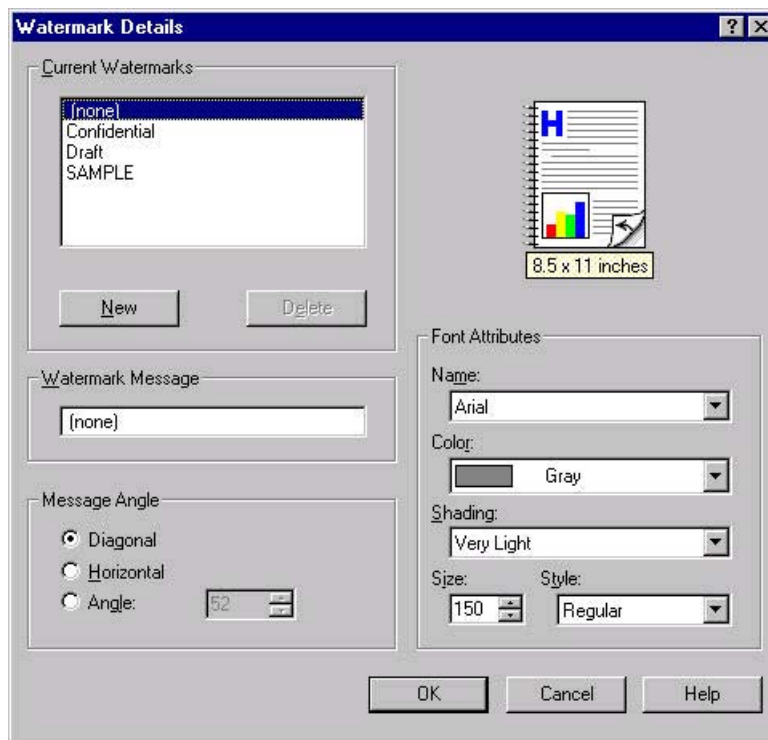 Watermark Details
Current Watermarks
(none)
Confidential
Draft
SAMPLE
New
Delete
H
8.5 x 11 inches
Watermark Message
(none)
Message Angle
Diagonal
Horizontal
Angle: 52
Font Attributes
Name:
Arial
Color:
Gray
Shading:
Very Light
Size: Style:
150 Regular
OK Cancel Help